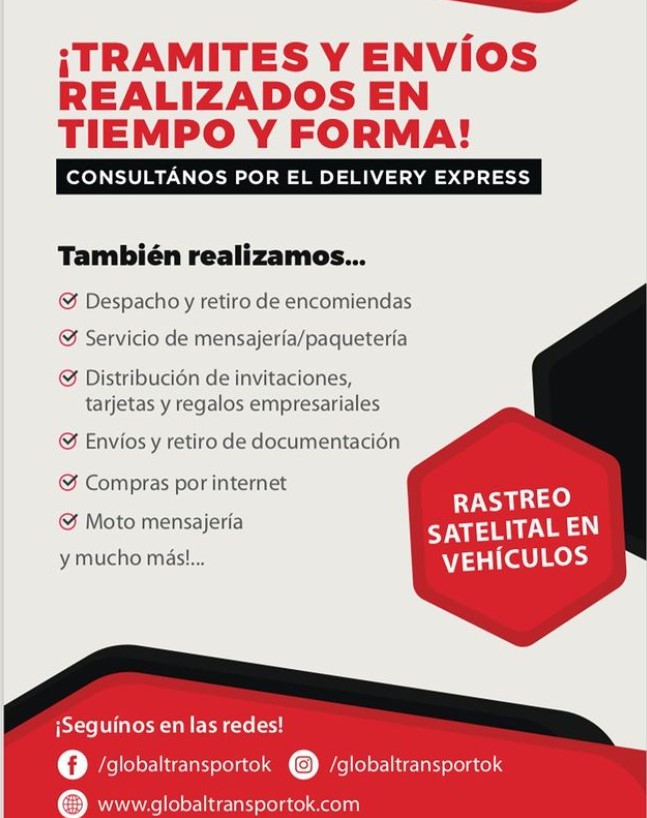 ¡TRAMITES Y ENVÍOS
REALIZADOS EN
TIEMPO Y FORMA!
CONSULTÁNOS POR EL DELIVERY EXPRESS
También realizamos...
Despacho y retiro de encomiendas
Servicio de mensajería/paquetería
Distribución de invitaciones,
tarjetas y regalos empresariales
Envíos y retiro de documentación
Compras por internet
Moto mensajería
y mucho más!...
RASTREO
SATELITAL EN
VEHÍCULOS
¡Seguínos en las redes!
/globaltransportok /globaltransportok
www.globaltransportok.com